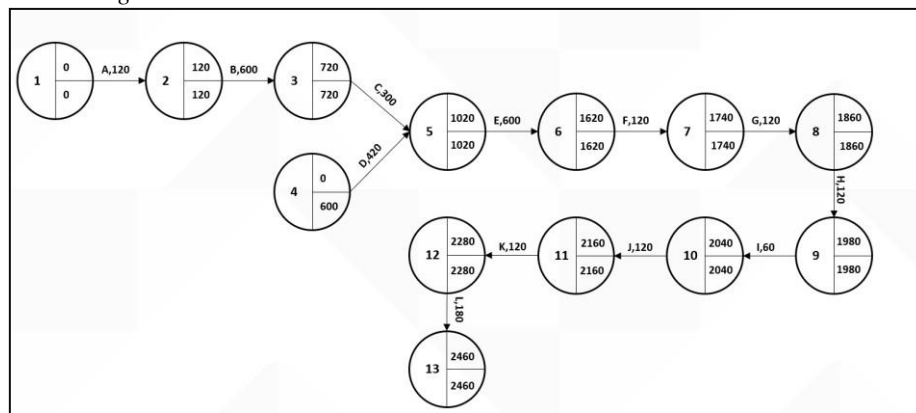 1 0 0 A,120 2 120 120 B,600 3 720 720
C,300
5 1020 1020 E,600 6 1620 1620 F,120 7 1740 1740 G,120 8 1860 1860
D,420
4 0 600
H,120
12 2280 2280 K,120 11 2160 2160 J,120 10 2040 2040 I,60 9 1980 1980
L,180
13 2460 2460